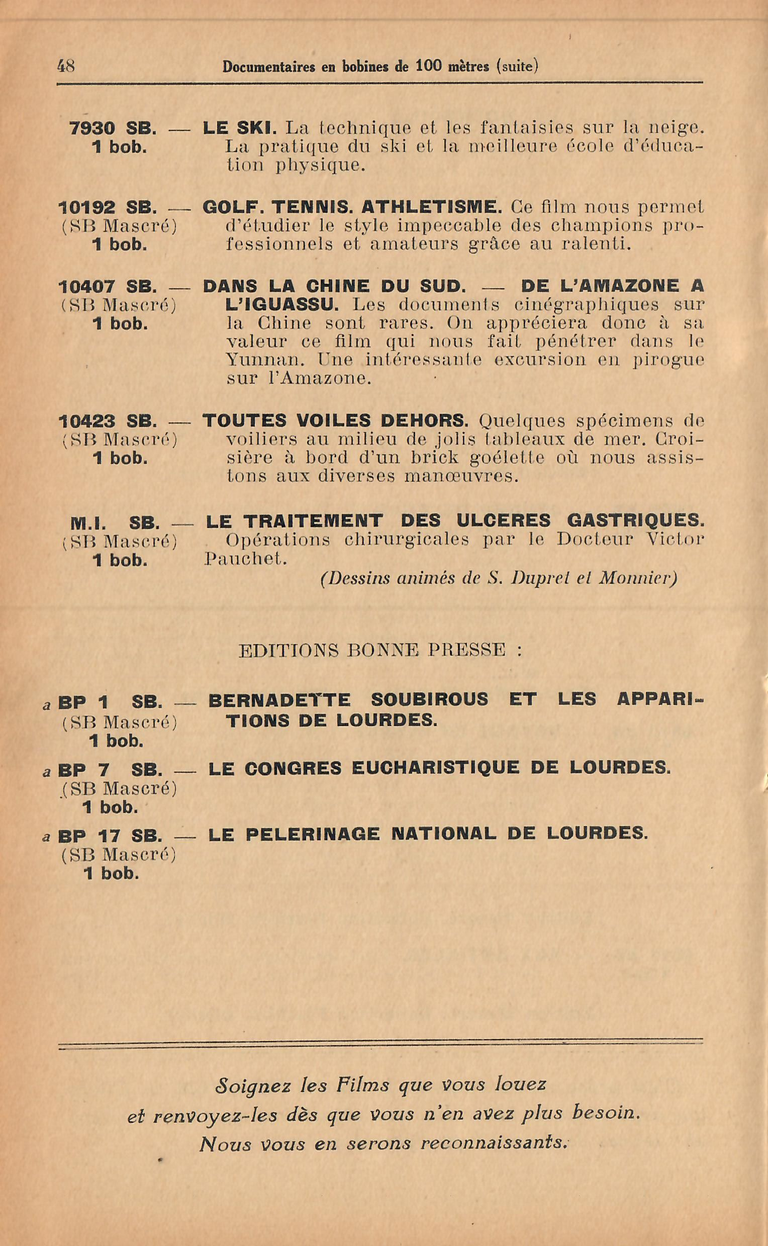 48 Documentaires en bobines de 100 mètres (suite)
7930 SB. — LE SKI. La technique et les fantaisies sur la neige.
1 bob. La pratique du ski et la meilleure école d'éduca-
tion physique.
10192 SB. — GOLF. TENNIS. ATHLETISME. Ce film nous permet
(SB Mascré) d'étudier le style impeccable des champions pro-
1 bob. fessionnels et amateurs grâce au ralenti.
10407 SB. — DANS LA CHINE DU SUD. — DE L'AMAZONE A
(SB Mascré) L'IGUASSU. Les documents cinégraphiques sur
1 bob. la Chine sont rares. On appréciera donc à sa
valeur ce film qui nous fait pénétrer dans le
Yunnan. Une intéressante excursion en pirogue
sur l'Amazone.
10423 SB. — TOUTES VOILES DEHORS. Quelques spécimens de
(SB Mascré) voiliers au milieu de jolis tableaux de mer. Croi-
1 bob. sière à bord d'un brick goélette où nous assis-
tons aux diverses manœuvres.
M.I. SB. — LE TRAITEMENT DES ULCERES GASTRIQUES.
(SB Mascré) Opérations chirurgicales par le Docteur Victor
1 bob. Pauchet.
(Dessins animés de S. Dupret et Monnier)
EDITIONS BONNE PRESSE :
a BP 1 SB. — BERNADETTE SOUBIROUS ET LES APPARI-
(SB Mascré) TIONS DE LOURDES.
1 bob.
a BP 7 SB. — LE CONGRES EUCHARISTIQUE DE LOURDES.
(SB Mascré)
1 bob.
a BP 17 SB. — LE PELERINAGE NATIONAL DE LOURDES.
(SB Mascré)
1 bob.
Soignez les Films que vous louez
et renvoyez-les dès que vous n'en avez plus besoin.
Nous vous en serons reconnaissants.